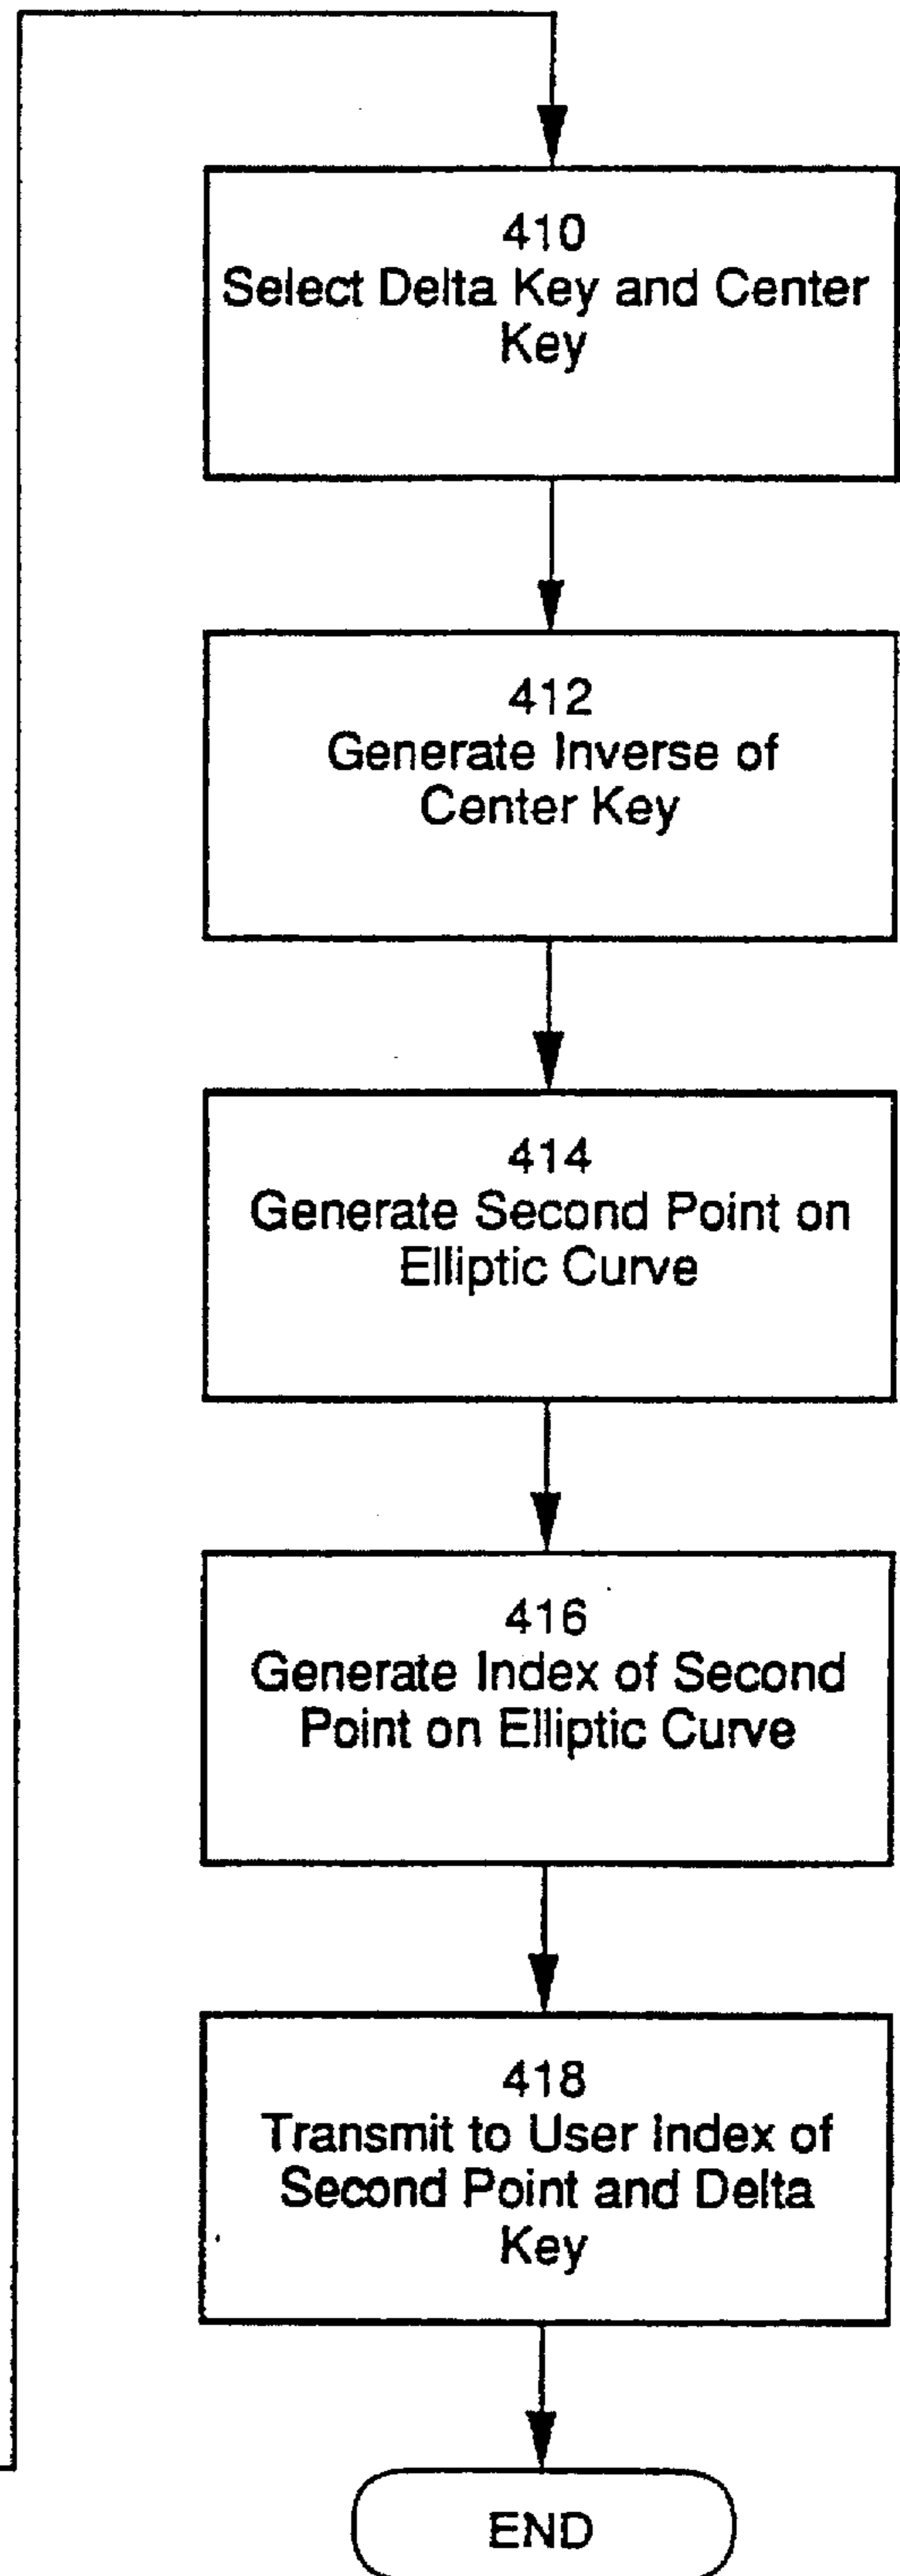 410
Select Delta Key and Center
Key
412
Generate Inverse of
Center Key
414
Generate Second Point on
Elliptic Curve
416
Generate Index of Second
Point on Elliptic Curve
418
Transmit to User Index of
Second Point and Delta
Key
END